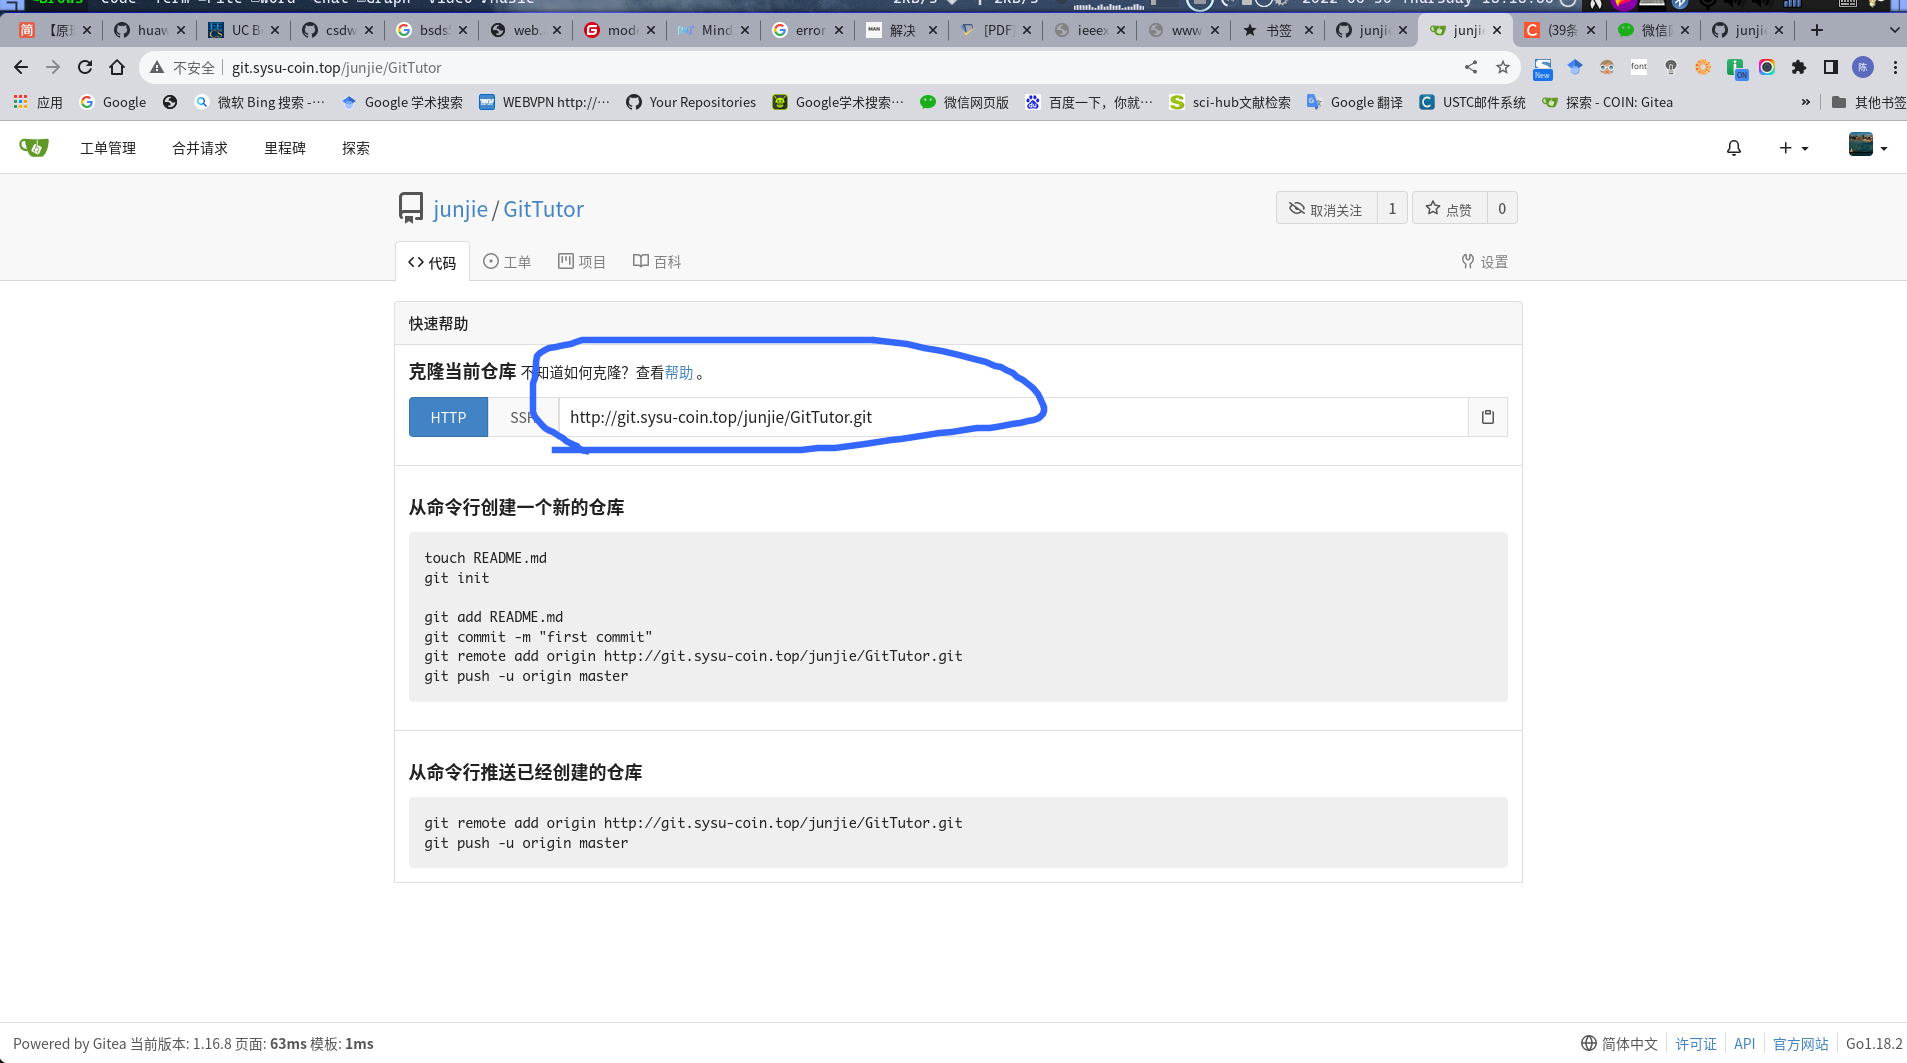 简 【原 huaw UC B csdw bsds web. mod Mind error 解决 [PDF] ieeex www 书签 junji junji (39条 微信 junji
不安全 git.sysu-coin.top/junjie/GitTutor
应用 Google 微软 Bing 搜索 -… Google 学术搜索 WEBVPN http://… Your Repositories Google学术搜索… 微信网页版 百度一下，你就… sci-hub文献检索 Google 翻译 USTC邮件系统 探索 - COIN: Gitea » 其他书签
工单管理 合并请求 里程碑 探索
junjie / GitTutor 取消关注 1 点赞 0
代码 工单 项目 百科 设置
快速帮助
克隆当前仓库 不知道如何克隆？查看帮助 。
HTTP SSH http://git.sysu-coin.top/junjie/GitTutor.git
从命令行创建一个新的仓库
touch README.md
git init
git add README.md
git commit -m "first commit"
git remote add origin http://git.sysu-coin.top/junjie/GitTutor.git
git push -u origin master
从命令行推送已经创建的仓库
git remote add origin http://git.sysu-coin.top/junjie/GitTutor.git
git push -u origin master
Powered by Gitea 当前版本: 1.16.8 页面: 63ms 模板: 1ms 简体中文 许可证 API 官方网站 Go1.18.2